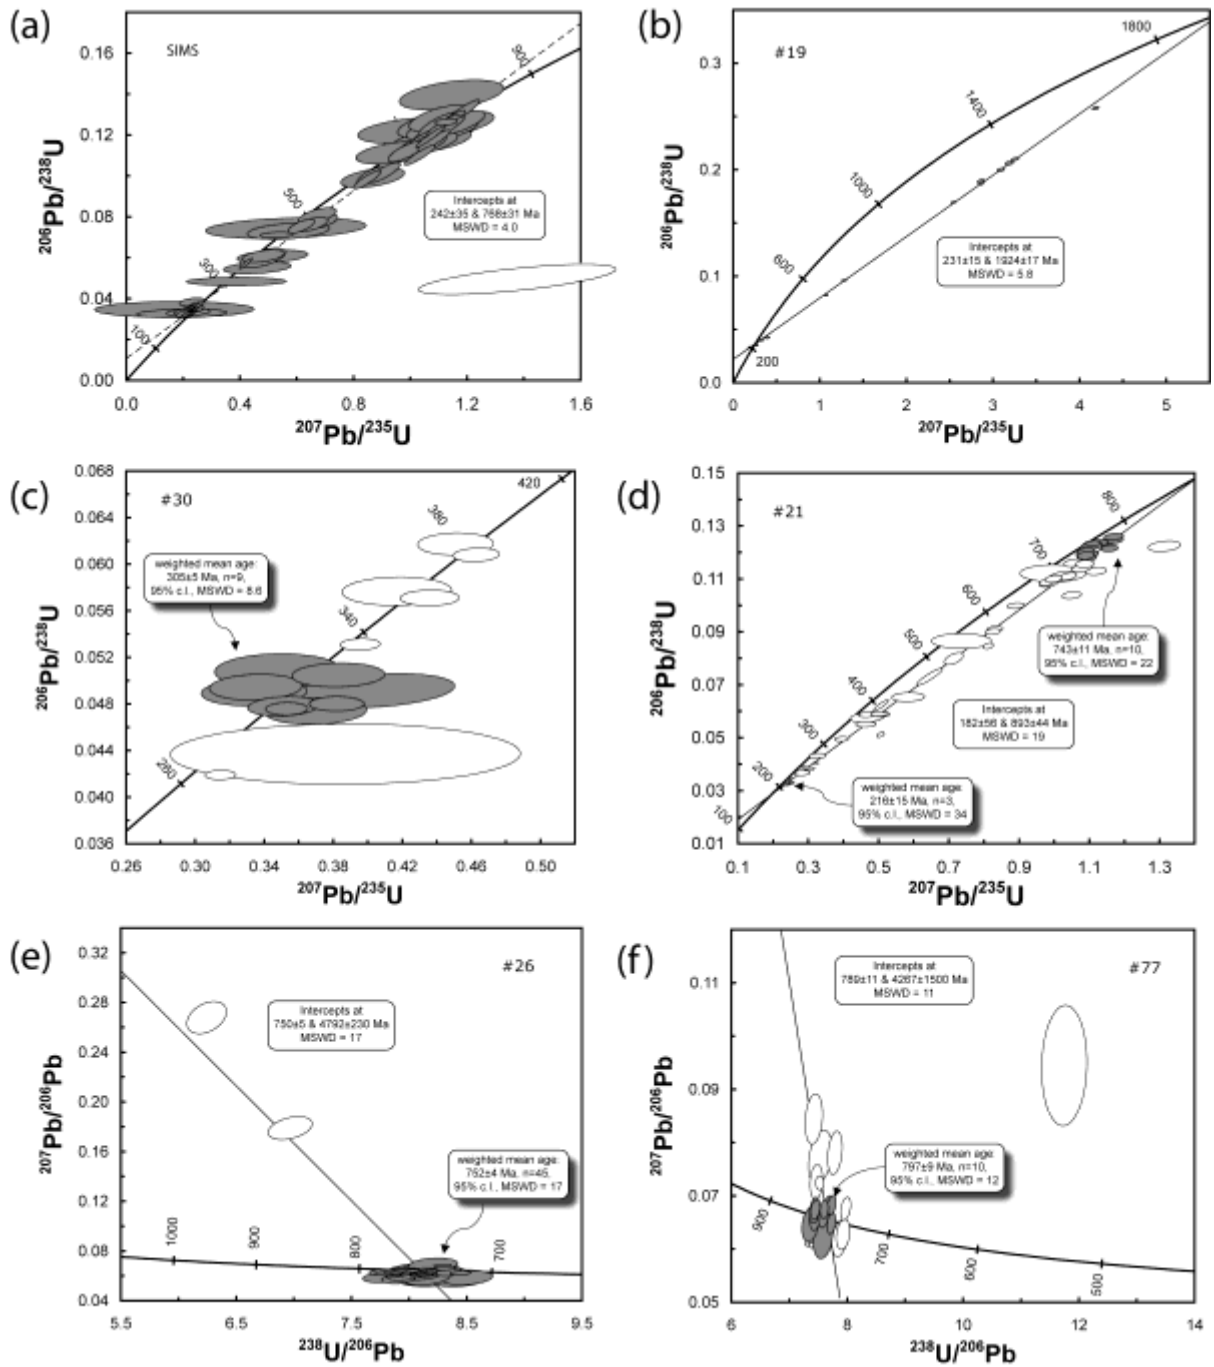 (a)
SIMS
0.16
0.12
0.08
0.04
0.00
206Pb/238U
100
300
500
900
Intercepts at
242±35 & 768±31 Ma
MSWD = 4.0
0.0 0.4 0.8 1.2 1.6
207Pb/235U
(b)
#19
0.3
0.2
0.1
0.0
206Pb/238U
200
600
1000
1400
1800
Intercepts at
231±15 & 1924±17 Ma
MSWD = 5.8
0 1 2 3 4 5
207Pb/235U
(c)
#30
0.068
0.064
0.060
0.056
0.052
0.048
0.044
0.040
0.036
206Pb/238U
260
340
380
420
weighted mean age:
305±5 Ma, n=9,
95% c.l., MSWD = 8.6
0.26 0.30 0.34 0.38 0.42 0.46 0.50
207Pb/235U
(d)
#21
0.15
0.13
0.11
0.09
0.07
0.05
0.03
0.01
206Pb/238U
100
200
300
400
500
600
700
800
weighted mean age:
743±11 Ma, n=10,
95% c.l., MSWD = 22
Intercepts at
182±56 & 893±44 Ma
MSWD = 19
weighted mean age:
216±15 Ma, n=3,
95% c.l., MSWD = 34
0.1 0.3 0.5 0.7 0.9 1.1 1.3
207Pb/235U
(e)
#26
0.32
0.28
0.24
0.20
0.16
0.12
0.08
0.04
207Pb/206Pb
Intercepts at
750±5 & 4792±230 Ma
MSWD = 17
weighted mean age:
752±4 Ma, n=45,
95% c.l., MSWD = 17
1000
900
800
700
5.5 6.5 7.5 8.5 9.5
238U/206Pb
(f)
#77
0.11
0.09
0.07
0.05
207Pb/206Pb
Intercepts at
789±11 & 4267±1500 Ma
MSWD = 11
weighted mean age:
797±9 Ma, n=10,
95% c.l., MSWD = 12
900
700
600
500
6 8 10 12 14
238U/206Pb